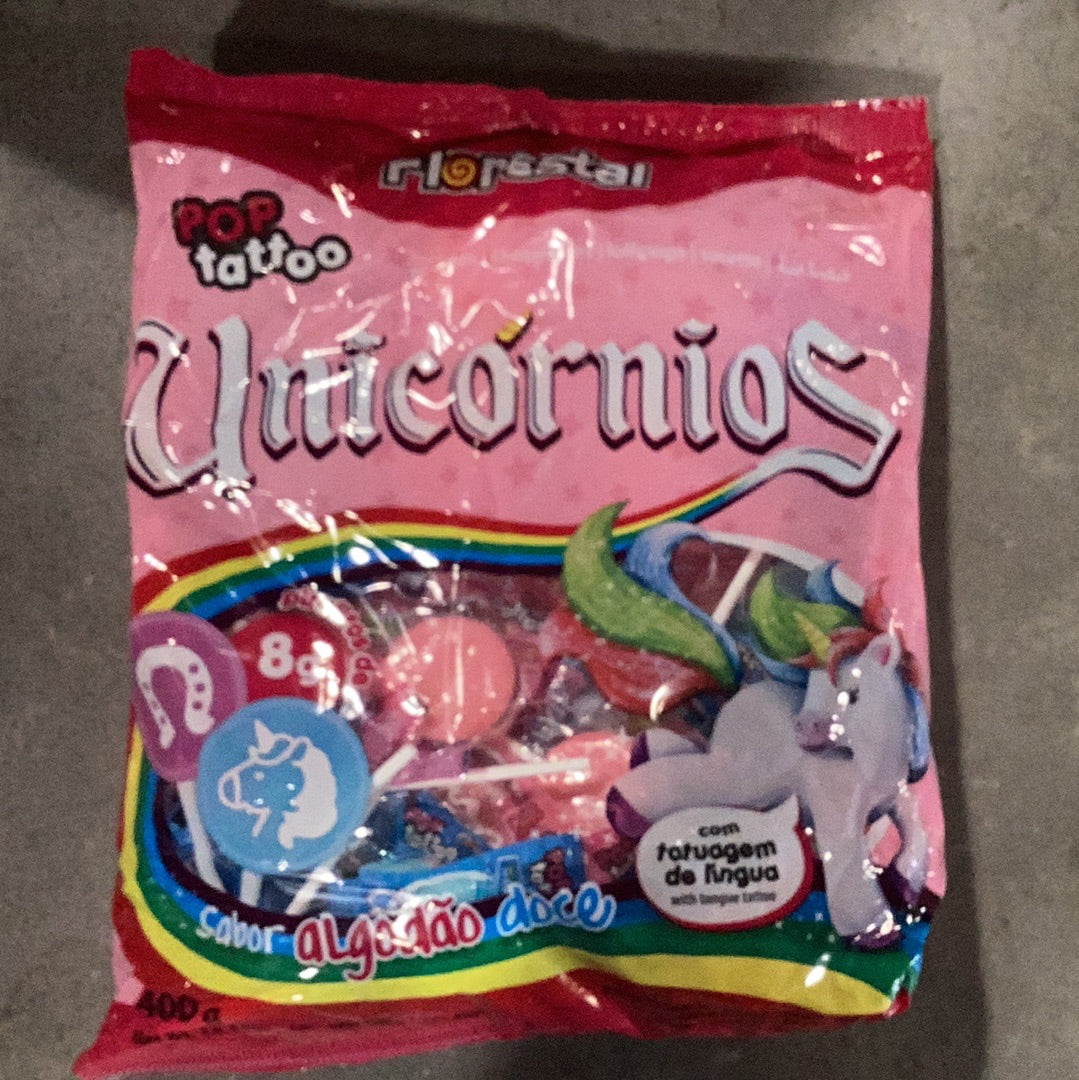 Florestal
POP
tattoo
Unicórnios
8g
com
tatuagem
de língua
with tongue tattoo
sabor algodão doce
400 g